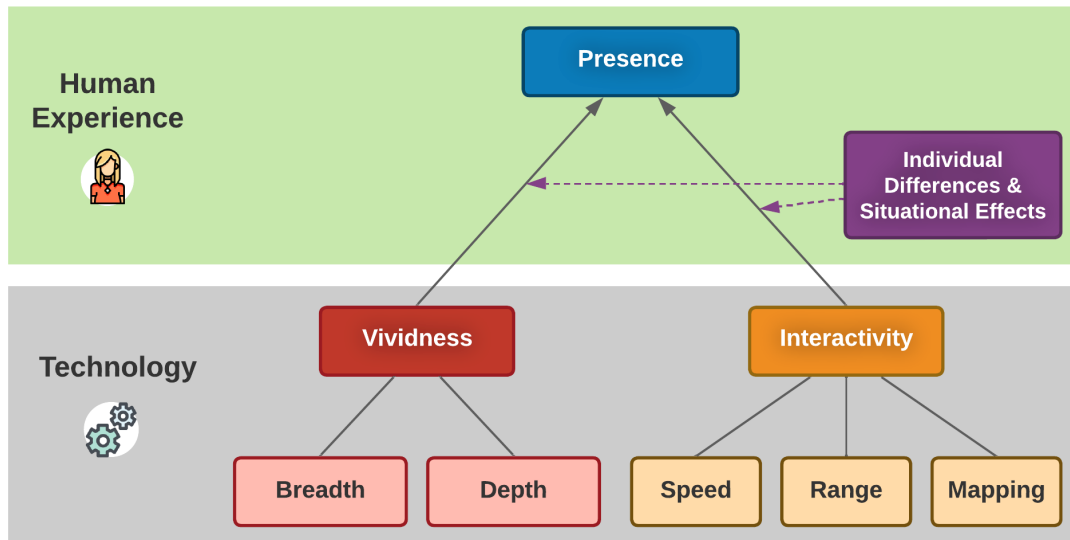 Presence
Human
Experience
Individual
Differences &
Situational Effects
Vividness
Interactivity
Technology
Breadth
Depth
Speed
Range
Mapping